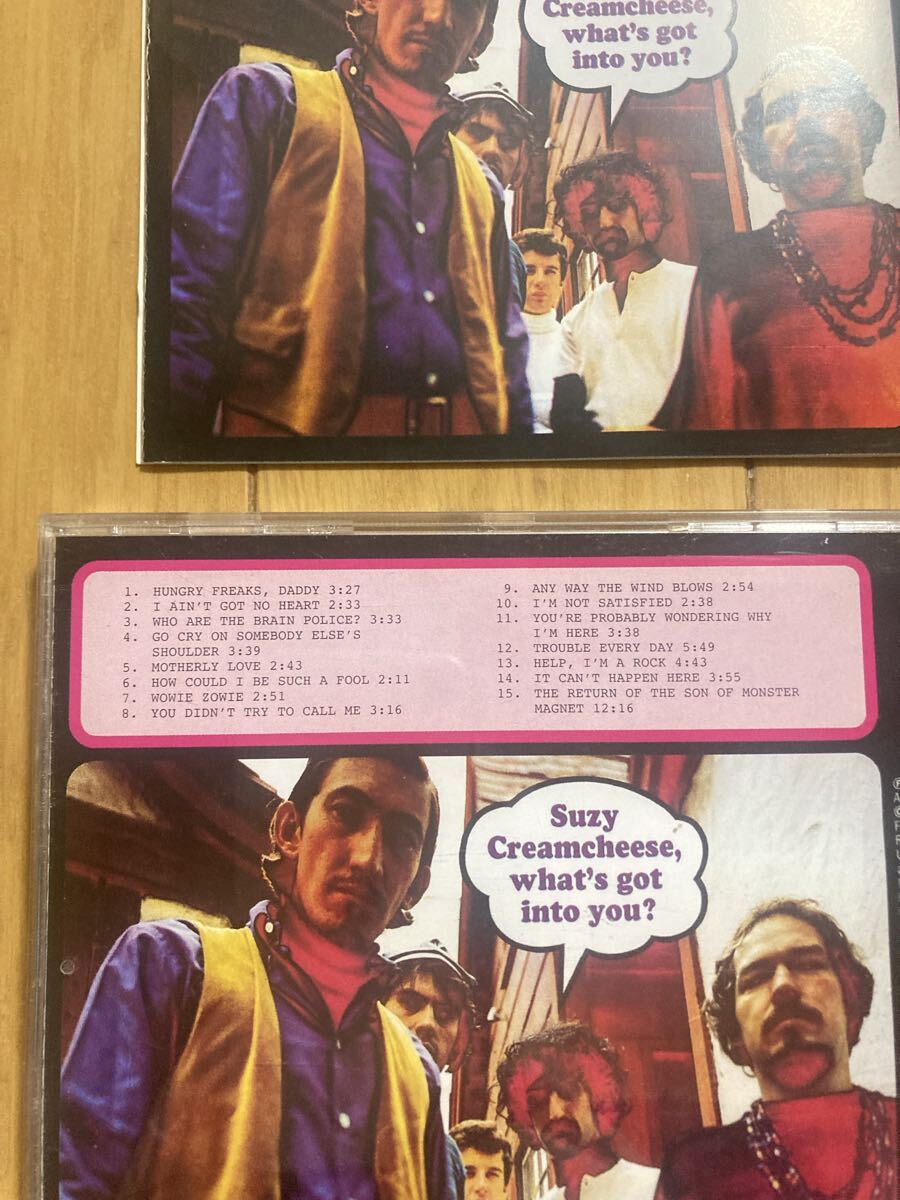 Creamcheese,
what's got
into you?
1. HUNGRY FREAKS, DADDY 3:27
2. I AIN'T GOT NO HEART 2:33
3. WHO ARE THE BRAIN POLICE? 3:33
4. GO CRY ON SOMEBODY ELSE'S
SHOULDER 3:39
5. MOTHERLY LOVE 2:43
6. HOW COULD I BE SUCH A FOOL 2:11
7. WOWIE ZOWIE 2:51
8. YOU DIDN'T TRY TO CALL ME 3:16
9. ANY WAY THE WIND BLOWS 2:54
10. I'M NOT SATISFIED 2:38
11. YOU'RE PROBABLY WONDERING WHY
I'M HERE 3:38
12. TROUBLE EVERY DAY 5:49
13. HELP, I'M A ROCK 4:43
14. IT CAN'T HAPPEN HERE 3:55
15. THE RETURN OF THE SON OF MONSTER
MAGNET 12:16
Suzy
Creamcheese,
what's got
into you?